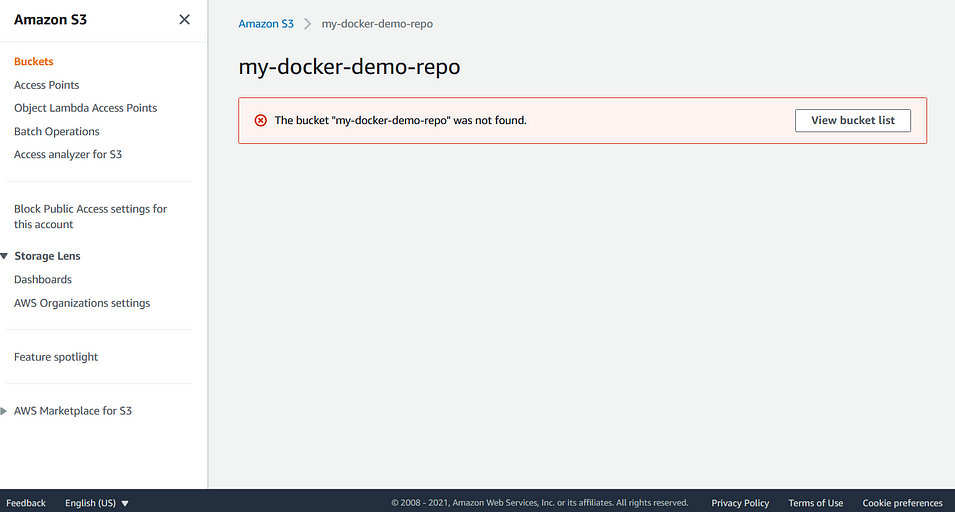 Amazon S3
Buckets
Access Points
Object Lambda Access Points
Batch Operations
Access analyzer for S3
Block Public Access settings for
this account
Storage Lens
Dashboards
AWS Organizations settings
Feature spotlight
AWS Marketplace for S3
Amazon S3 > my-docker-demo-repo
my-docker-demo-repo
The bucket "my-docker-demo-repo" was not found.
View bucket list
Feedback English (US) © 2008 - 2021, Amazon Web Services, Inc. or its affiliates. All rights reserved. Privacy Policy Terms of Use Cookie preferences